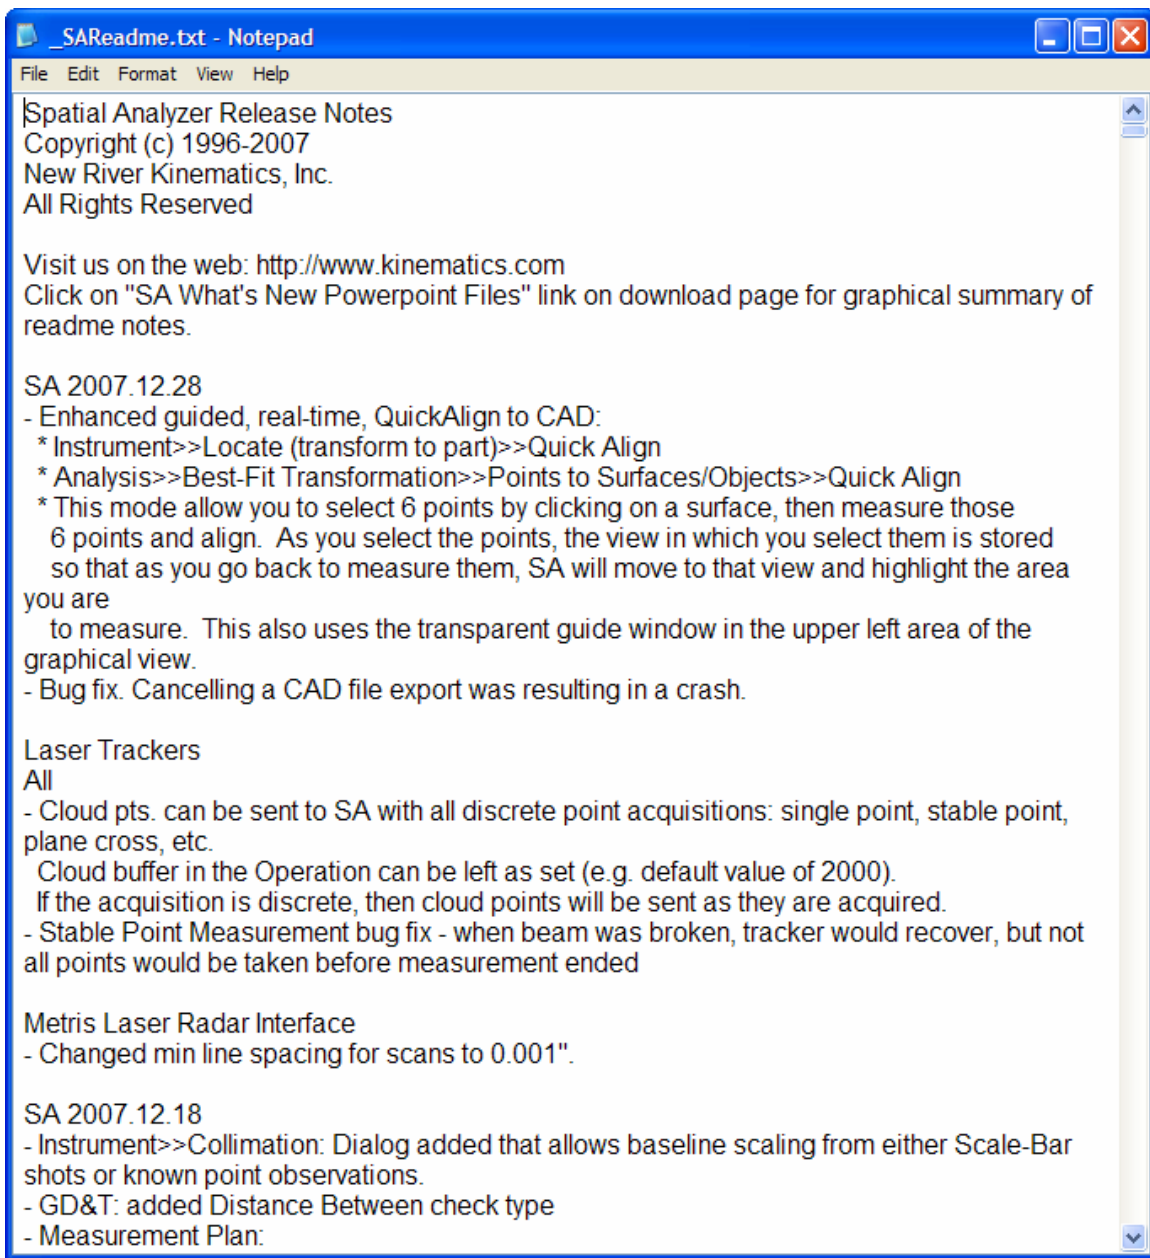 _SAReadme.txt - Notepad
File Edit Format View Help
Spatial Analyzer Release Notes
Copyright (c) 1996-2007
New River Kinematics, Inc.
All Rights Reserved
Visit us on the web: http://www.kinematics.com
Click on "SA What's New Powerpoint Files" link on download page for graphical summary of
readme notes.
SA 2007.12.28
- Enhanced guided, real-time, QuickAlign to CAD:
* Instrument>>Locate (transform to part)>>Quick Align
* Analysis>>Best-Fit Transformation>>Points to Surfaces/Objects>>Quick Align
* This mode allow you to select 6 points by clicking on a surface, then measure those
6 points and align.  As you select the points, the view in which you select them is stored
so that as you go back to measure them, SA will move to that view and highlight the area
you are
to measure.  This also uses the transparent guide window in the upper left area of the
graphical view.
- Bug fix. Cancelling a CAD file export was resulting in a crash.
Laser Trackers
All
- Cloud pts. can be sent to SA with all discrete point acquisitions: single point, stable point,
plane cross, etc.
Cloud buffer in the Operation can be left as set (e.g. default value of 2000).
If the acquisition is discrete, then cloud points will be sent as they are acquired.
- Stable Point Measurement bug fix - when beam was broken, tracker would recover, but not
all points would be taken before measurement ended
Metris Laser Radar Interface
- Changed min line spacing for scans to 0.001".
SA 2007.12.18
- Instrument>>Collimation: Dialog added that allows baseline scaling from either Scale-Bar
shots or known point observations.
- GD&T: added Distance Between check type
- Measurement Plan: